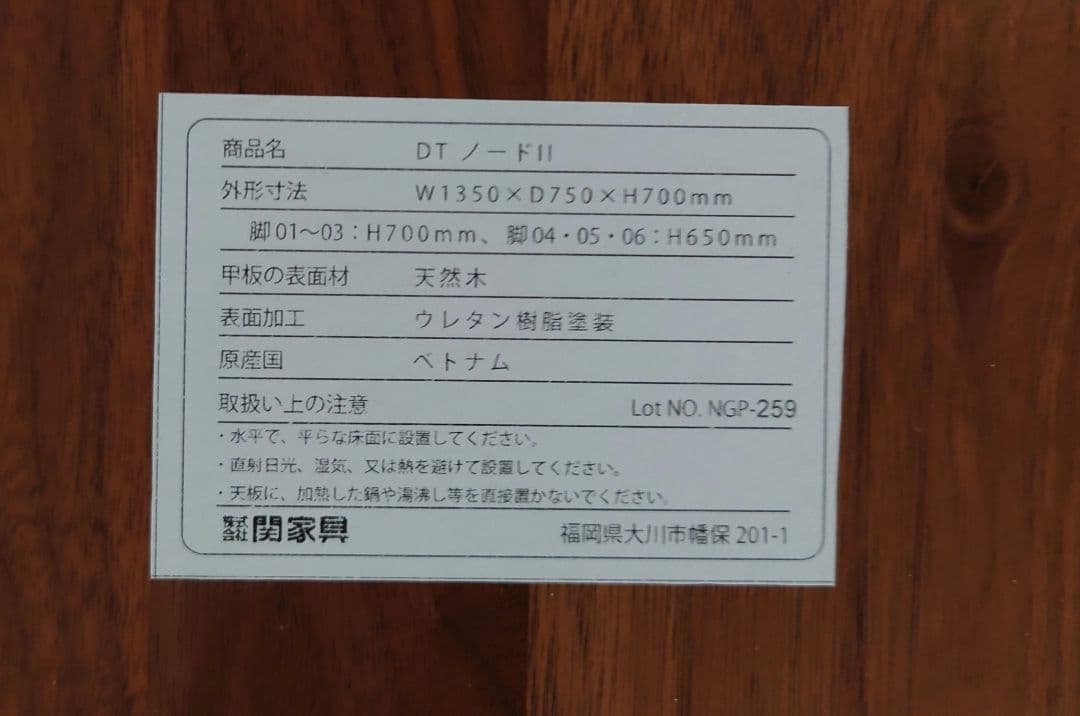 商品名 DT ノードII
外形寸法 W1350×D750×H700mm
脚01～03：H700mm、脚04・05・06：H650mm
甲板の表面材 天然木
表面加工 ウレタン樹脂塗装
原産国 ベトナム
取扱い上の注意 Lot NO. NGP-259
・水平で、平らな床面に設置してください。
・直射日光、湿気、又は熱を避けて設置してください。
・天板に、加熱した鍋や湯沸し等を直接置かないでください。
株式会社 関家具 福岡県大川市幡保 201-1